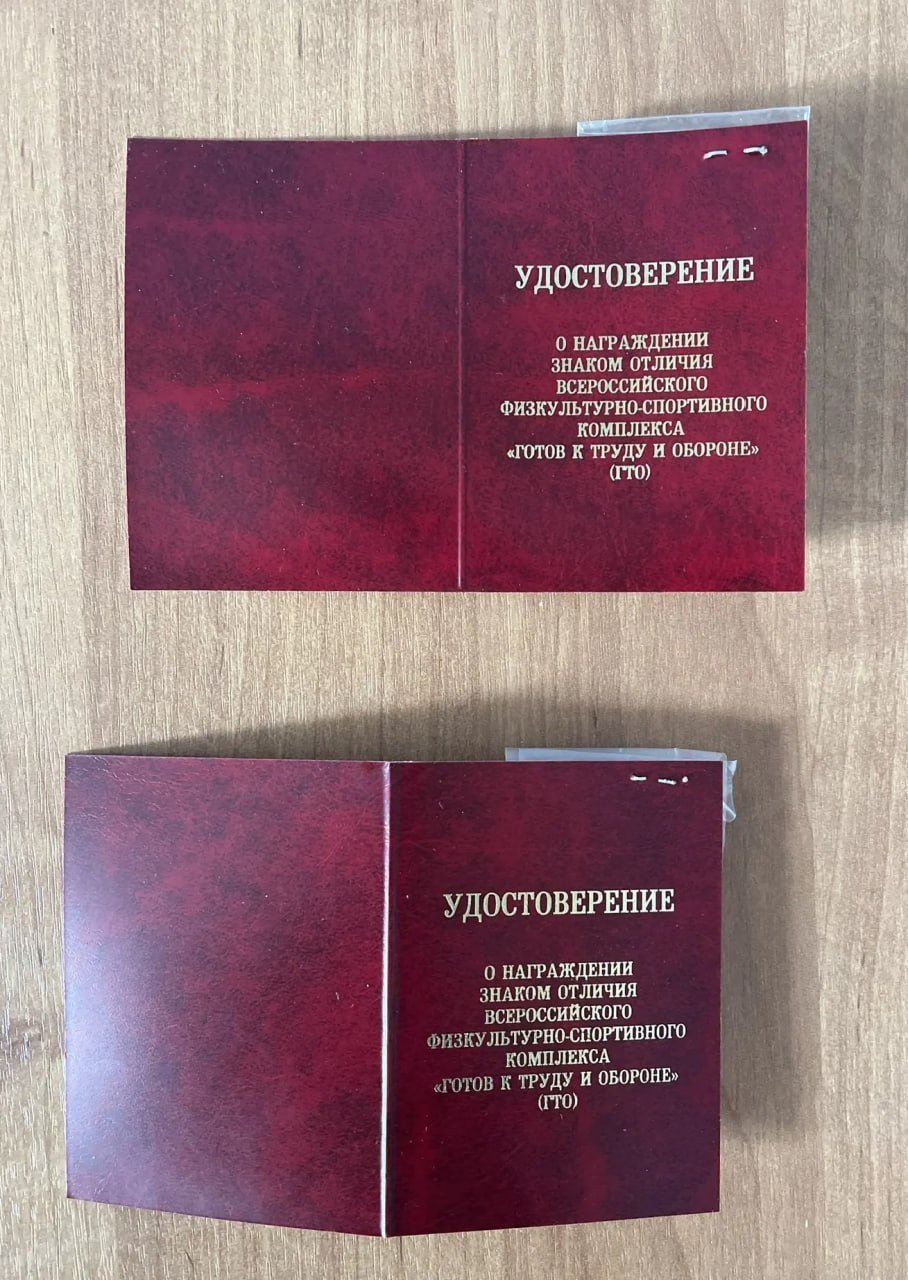 УДОСТОВЕРЕНИЕ
О НАГРАЖДЕНИИ
ЗНАКОМ ОТЛИЧИЯ
ВСЕРОССИЙСКОГО
ФИЗКУЛЬТУРНО-СПОРТИВНОГО
КОМПЛЕКСА
«ГОТОВ К ТРУДУ И ОБОРОНЕ»
(ГТО)
УДОСТОВЕРЕНИЕ
О НАГРАЖДЕНИИ
ЗНАКОМ ОТЛИЧИЯ
ВСЕРОССИЙСКОГО
ФИЗКУЛЬТУРНО-СПОРТИВНОГО
КОМПЛЕКСА
«ГОТОВ К ТРУДУ И ОБОРОНЕ»
(ГТО)